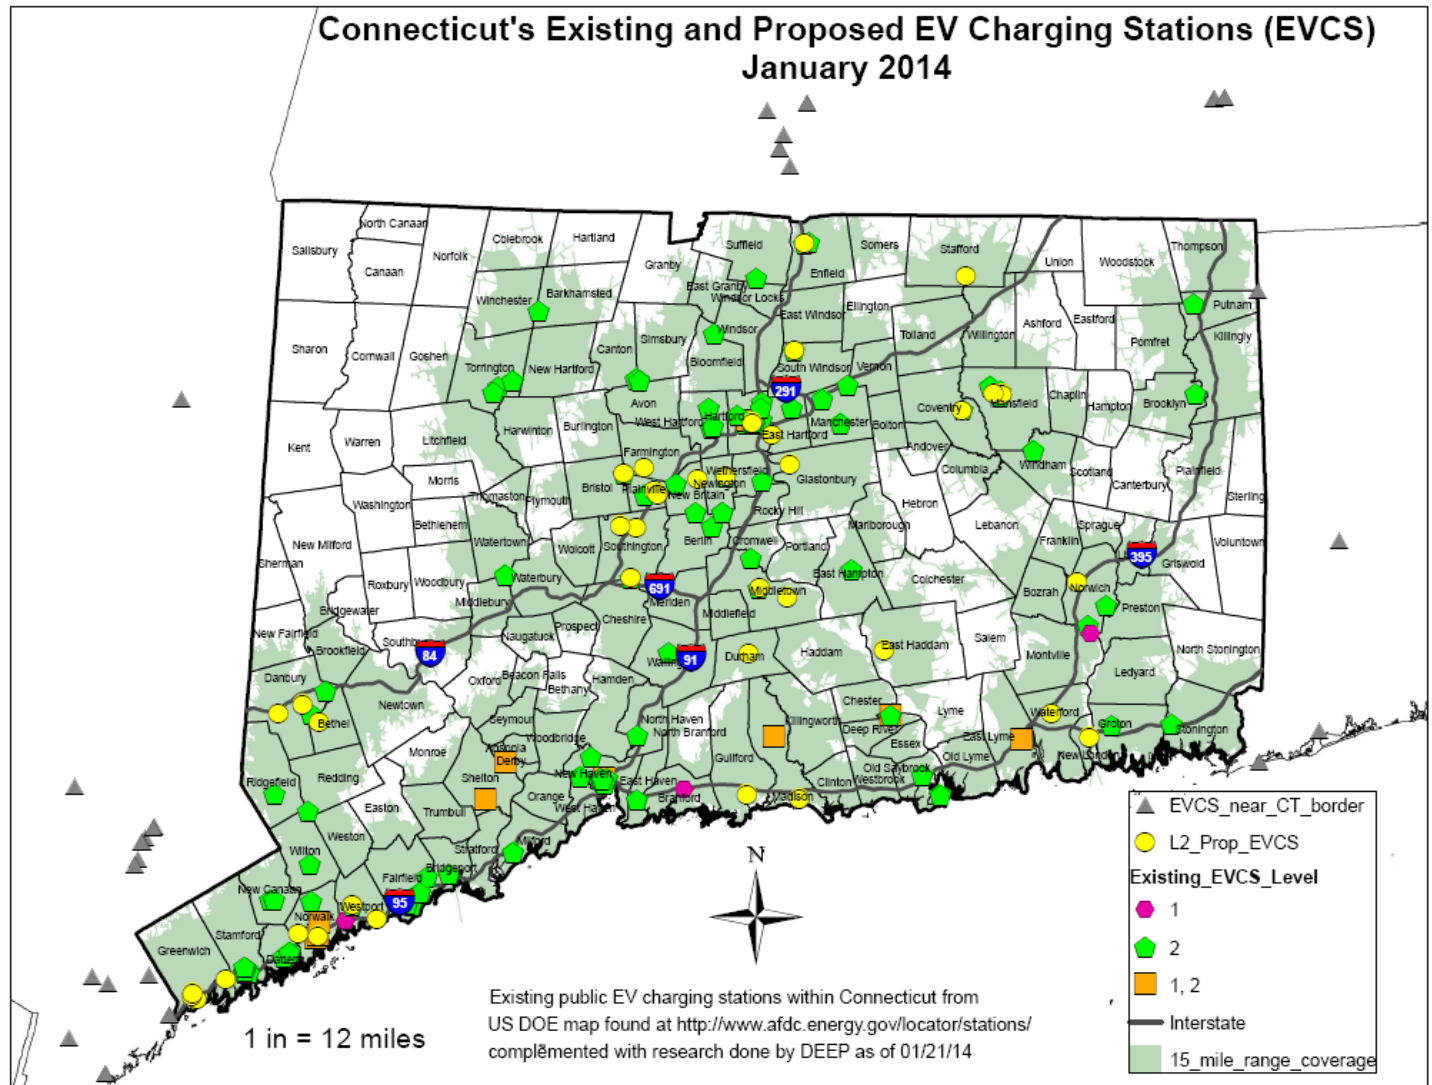 Connecticut's Existing and Proposed EV Charging Stations (EVCS)
January 2014
North Canaan
Colebrook
Hartland
Salisbury
Norfolk
Canaan
Granby
Suffield
Enfield
Somers
Stafford
Union
Woodstock
Thompson
Winchester
Barkhamsted
East Granby
Windsor Locks
East Windsor
Ellington
Putnam
Sharon
Cornwall
Goshen
Canton
Simsbury
Windsor
Bloomfield
Tolland
Willington
Ashford
Eastford
Pomfret
Killingly
Torrington
New Hartford
South Windsor
Vernon
291
Avon
Coventry
Mansfield
Chaplin
Hampton
Brooklyn
Kent
Warren
Litchfield
Harwinton
Burlington
West Hartford
Hartford
East Hartford
Manchester
Bolton
Andover
Farmington
Morris
Washington
Thomaston
Plymouth
Bristol
Plainville
New Britain
Newington
Wethersfield
Glastonbury
Columbia
Windham
Scotland
Canterbury
Plainfield
Sterling
Hebron
Bethlehem
Watertown
Wolcott
Southington
Berlin
Rocky Hill
Cromwell
Portland
Marlborough
Lebanon
Sprague
Franklin
395
Voluntown
Griswold
New Milford
Sherman
Roxbury
Woodbury
Waterbury
Middlebury
691
Meriden
Middletown
East Hampton
Colchester
Bozrah
Norwich
Preston
Bridgewater
New Fairfield
Brookfield
84
Naugatuck
Prospect
Cheshire
Middlefield
91
Durham
Haddam
East Haddam
Salem
Montville
Ledyard
North Stonington
Danbury
Bethel
Newtown
Oxford
Beacon Falls
Bethany
Hamden
Seymour
Woodbridge
North Haven
North Branford
Killingworth
Chester
Deep River
Essex
Lyme
East Lyme
Old Lyme
Waterford
New London
Groton
Stonington
Monroe
Ansonia
Derby
Shelton
Ridgefield
Redding
Easton
Trumbull
Orange
New Haven
West Haven
East Haven
Branford
Guilford
Madison
Clinton
Westbrook
Old Saybrook
Weston
Wilton
Stratford
Milford
Bridgeport
Fairfield
95
New Canaan
Norwalk
Westport
Stamford
Greenwich
Darien
N
1 in = 12 miles
Existing public EV charging stations within Connecticut from
US DOE map found at http://www.afdc.energy.gov/locator/stations/
complemented with research done by DEEP as of 01/21/14
EVCS_near_CT_border
L2_Prop_EVCS
Existing_EVCS_Level
1
2
1, 2
Interstate
15_mile_range_coverage